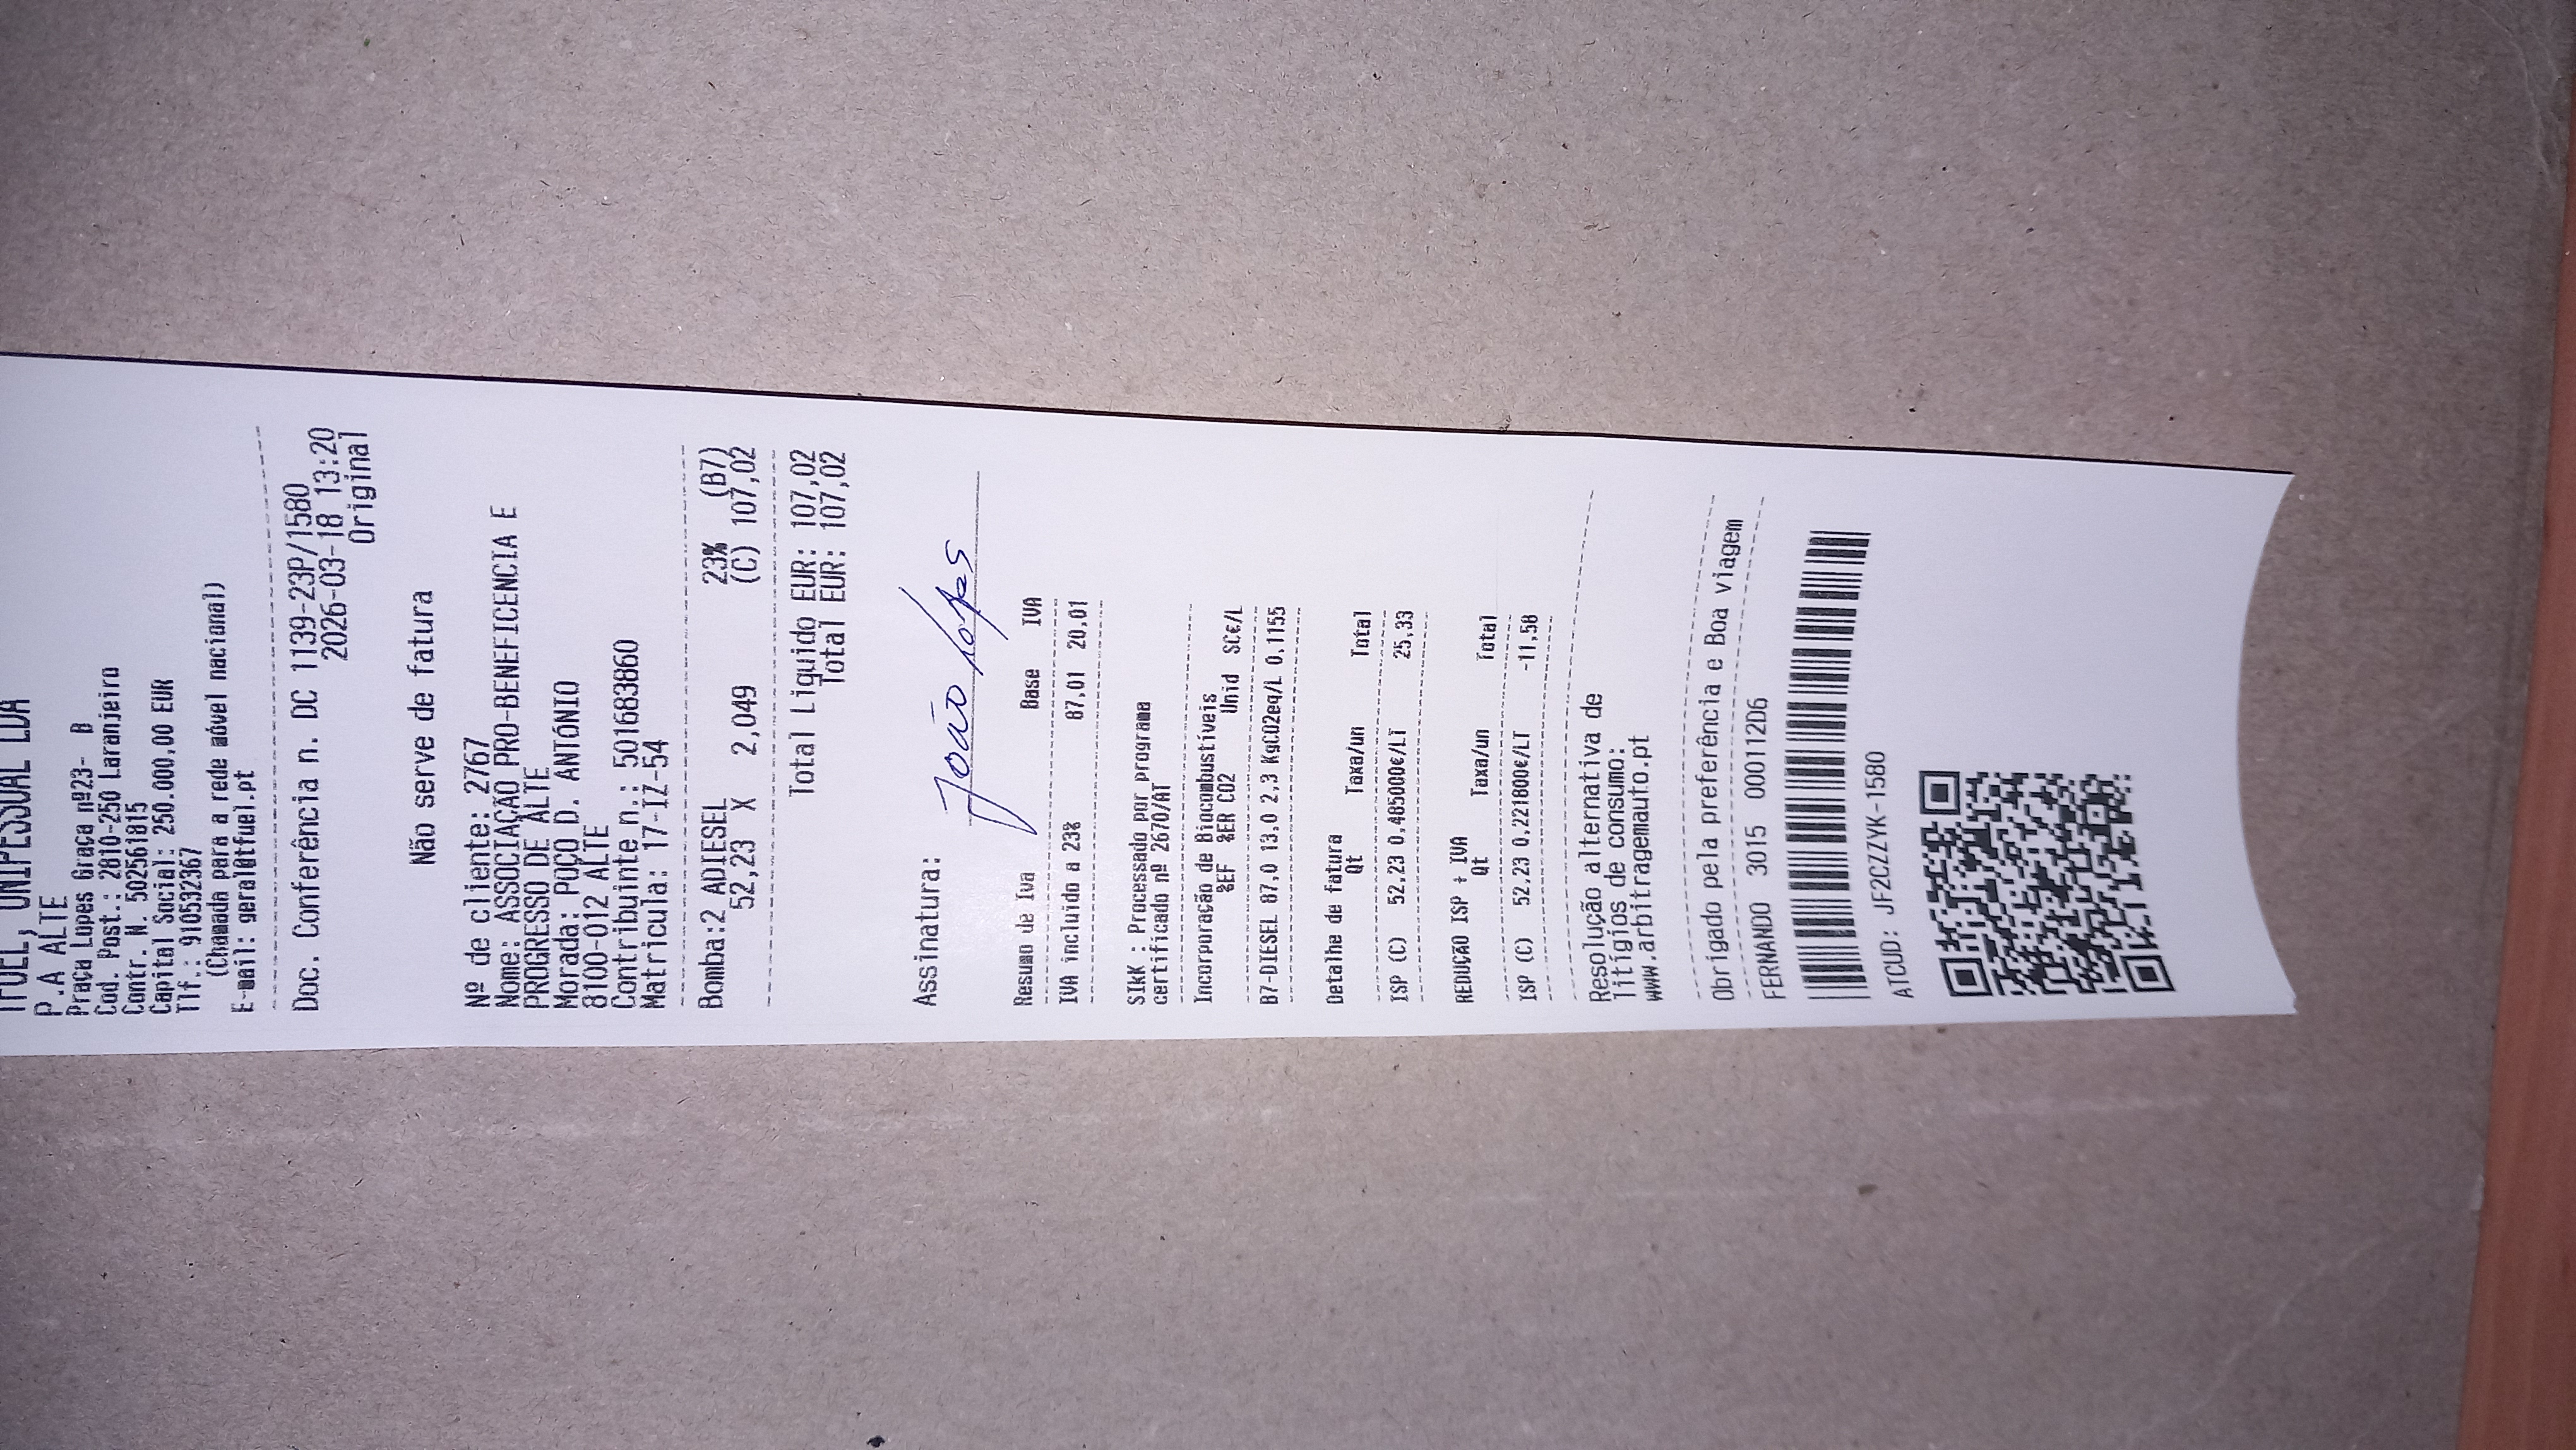 TFUEL, UNIPESSOAL LDA
P.A ALTE
Praça Lopes Graça nº23- B
Cod. Post.: 2810-250 Laranjeiro
Contr. N. 502561815
Capital Social: 250.000,00 EUR
Tlf.: 910532367
(Chamada para a rede móvel nacional)
E-mail: geral@tfuel.pt
Doc. Conferência n. DC 1139-23P/1580
2026-03-18 13:20
Original
Não serve de fatura
Nº de cliente: 2767
Nome: ASSOCIAÇÃO PRO-BENEFICENCIA E
PROGRESSO DE ALTE
Morada: POÇO D. ANTÓNIO
8100-012 ALTE
Contribuinte n.: 501683860
Matricula: 17-IZ-54
Bomba:2 ADIESEL 23% (B7)
52,23 X 2,049 (C) 107,02
Total Liquido EUR: 107,02
Total EUR: 107,02
Assinatura: João Lopes
Resumo de Iva Base IVA
IVA incluido a 23% 87,01 20,01
SIkK : Processado por programa
certificado nº 2670/AT
Incorporação de Biocombustíveis
%EF %ER CO2 Unid SC€/L
B7-DIESEL 87,0 13,0 2,3 KgCO2eq/L 0,1155
Detalhe de fatura
Qt Taxa/un Total
ISP (C) 52,23 0,485000€/LT 25,33
REDUÇÃO ISP + IVA
Qt Taxa/un Total
ISP (C) 52,23 0,221800€/LT -11,58
Resolução alternativa de
litígios de consumo:
www.arbitragemauto.pt
Obrigado pela preferência e Boa viagem
FERNANDO 3015 000112D6
ATCUD: JF2CZZYK-1580